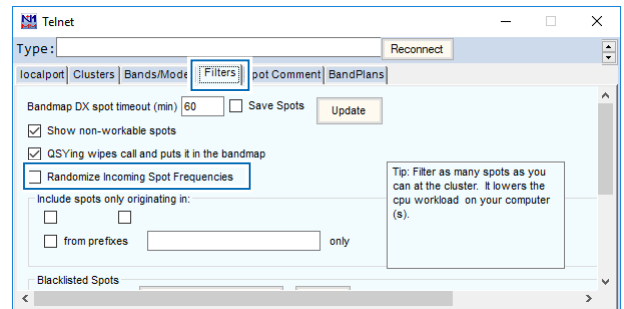 Telnet
Type:
Reconnect
localport Clusters Bands/Mode Filters pot Comment BandPlans
Bandmap DX spot timeout (min) 60 Save Spots Update
Show non-workable spots
QSYing wipes call and puts it in the bandmap
Randomize Incoming Spot Frequencies
Tip: Filter as many spots as you
can at the cluster. It lowers the
cpu workload on your computer
(s).
Include spots only originating in:
from prefixes only
Blacklisted Spots